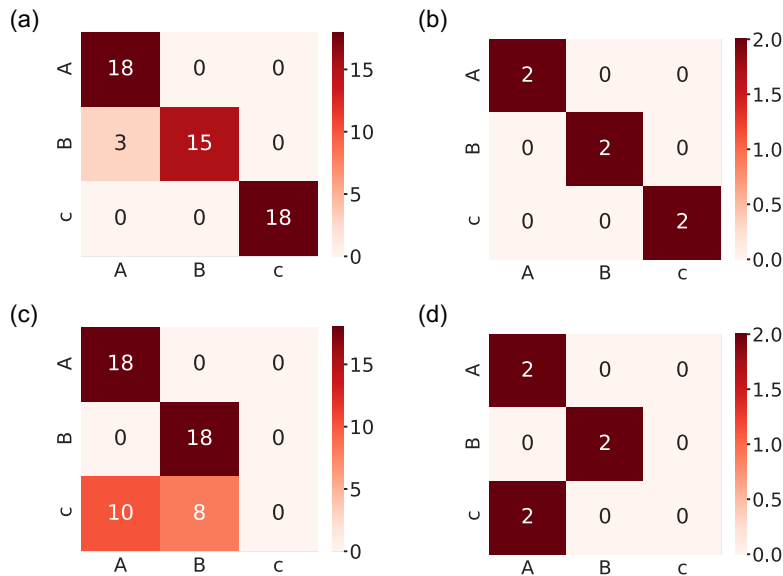 (a)
(b)
A 18 0 0
B 3 15 0
c 0 0 18
A B c
15
10
5
0
A 2 0 0
B 0 2 0
c 0 0 2
A B c
2.0
1.5
1.0
0.5
0.0
(c)
(d)
A 18 0 0
B 0 18 0
c 10 8 0
A B c
15
10
5
0
A 2 0 0
B 0 2 0
c 2 0 0
A B c
2.0
1.5
1.0
0.5
0.0